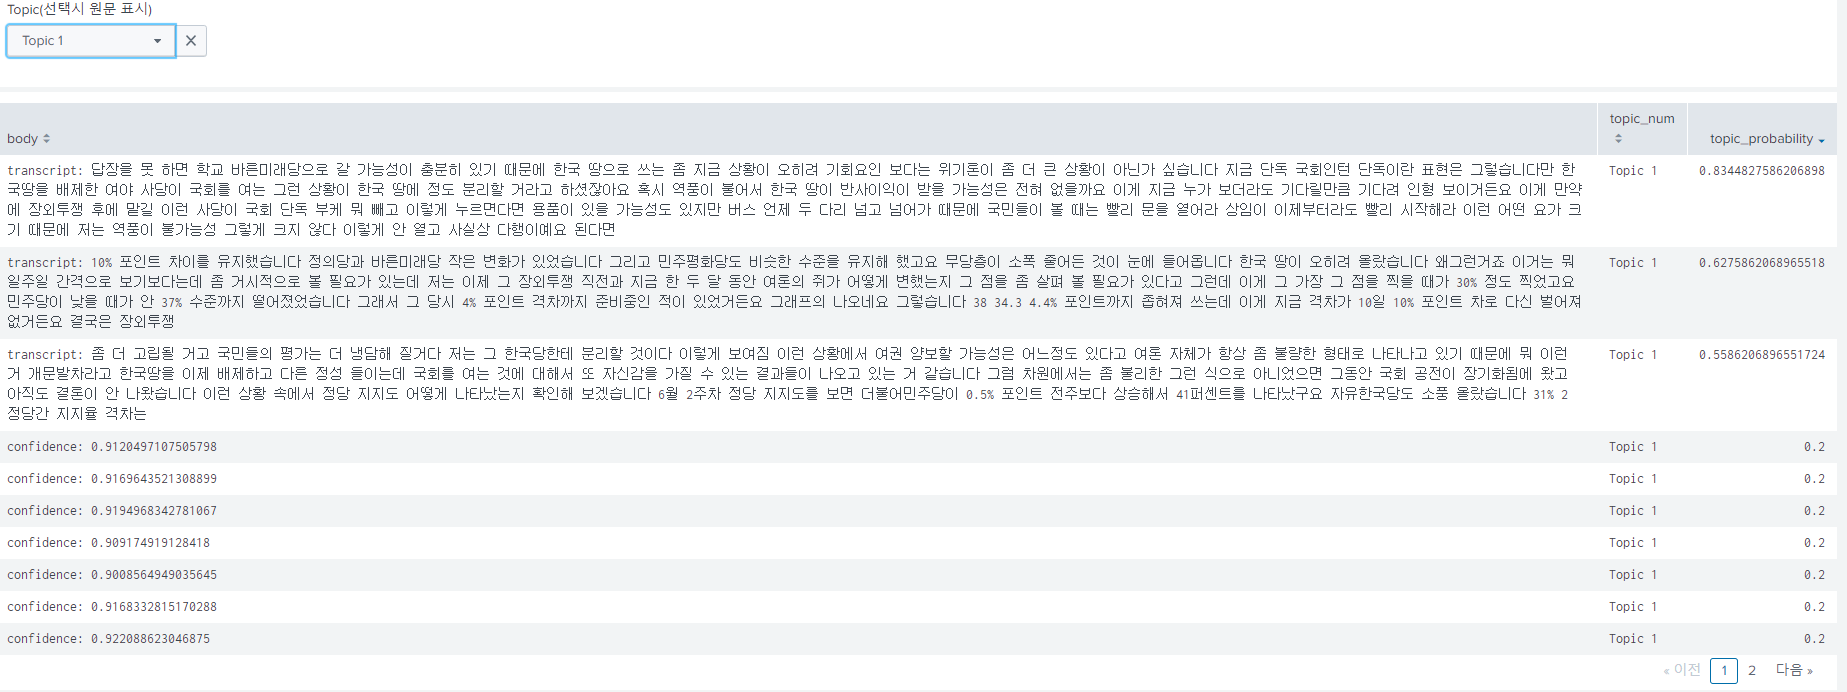 Topic(선택시 원문 표시)
Topic 1
body
topic_num
topic_probability
transcript: 답장을 못 하면 학교 바른미래당으로 갈 가능성이 충분히 있기 때문에 한국 땅으로 쓰는 좀 지금 상황이 오히려 기회요인 보다는 위기론이 좀 더 큰 상황이 아닌가 싶습니다 지금 단독 국회인턴 단독이란 표현은 그렇습니다만 한
국땅을 배제한 여야 사당이 국회를 여는 그런 상황이 한국 땅에 정도 분리할 거라고 하셨잖아요 혹시 역풍이 불어서 한국 땅이 반사이익이 받을 가능성은 전혀 없을까요 이게 지금 누가 보더라도 기다릴만큼 기다려 인형 보이거든요 이게 만약
에 장외투쟁 후에 맡길 이런 사당이 국회 단독 부케 뭐 빼고 이렇게 누르면다면 용품이 있을 가능성도 있지만 버스 언제 두 다리 넘고 넘어가 때문에 국민들이 볼 때는 빨리 문을 열어라 상임이 이제부터라도 빨리 시작해라 이런 어떤 요가 크
기 때문에 저는 역풍이 불가능성 그렇게 크지 않다 이렇게 안 열고 사실상 다행이예요 된다면
Topic 1
0.8344827586206898
transcript: 10% 포인트 차이를 유지했습니다 정의당과 바른미래당 작은 변화가 있었습니다 그리고 민주평화당도 비슷한 수준을 유지해 했고요 무당층이 소폭 줄어든 것이 눈에 들어옵니다 한국 땅이 오히려 올랐습니다 왜그런거죠 이거는 뭐
일주일 간격으로 보기보다는데 좀 거시적으로 볼 필요가 있는데 저는 이제 그 장외투쟁 직전과 지금 한 두 달 동안 여론의 쥐가 어떻게 변했는지 그 점을 좀 살펴 볼 필요가 있다고 그런데 이게 그 가장 그 점을 찍을 때가 30% 정도 찍었고요
민주당이 낮을 때가 안 37% 수준까지 떨어졌었습니다 그래서 그 당시 4% 포인트 격차까지 준비중인 적이 있었거든요 그래프의 나오네요 그렇습니다 38 34.3 4.4% 포인트까지 좁혀져 쓰는데 이게 지금 격차가 10일 10% 포인트 차로 다신 벌어져
없거든요 결국은 장외투쟁
Topic 1
0.6275862068965518
transcript: 좀 더 고립될 거고 국민들의 평가는 더 냉담해 질거다 저는 그 한국당한테 분리할 것이다 이렇게 보여짐 이런 상황에서 여권 양보할 가능성은 어느정도 있다고 여론 자체가 항상 좀 불량한 형태로 나타나고 있기 때문에 뭐 이런
거 개문발차라고 한국땅을 이제 배제하고 다른 정성 들이는데 국회를 여는 것에 대해서 또 자신감을 가질 수 있는 결과들이 나오고 있는 거 같습니다 그럼 차원에서는 좀 불리한 그런 식으로 아니었으면 그동안 국회 공전이 장기화됨에 왔고
아직도 결론이 안 나왔습니다 이런 상황 속에서 정당 지지도 어떻게 나타났는지 확인해 보겠습니다 6월 2주차 정당 지지도를 보면 더불어민주당이 0.5% 포인트 전주보다 상승해서 41퍼센트를 나타났구요 자유한국당도 소풍 올랐습니다 31% 2
정당간 지지율 격차는
Topic 1
0.5586206896551724
confidence: 0.9120497107505798
Topic 1
0.2
confidence: 0.9169643521308899
Topic 1
0.2
confidence: 0.9194968342781067
Topic 1
0.2
confidence: 0.909174919128418
Topic 1
0.2
confidence: 0.9008564949035645
Topic 1
0.2
confidence: 0.9168332815170288
Topic 1
0.2
confidence: 0.922088623046875
Topic 1
0.2
« 이전 1 2 다음 »